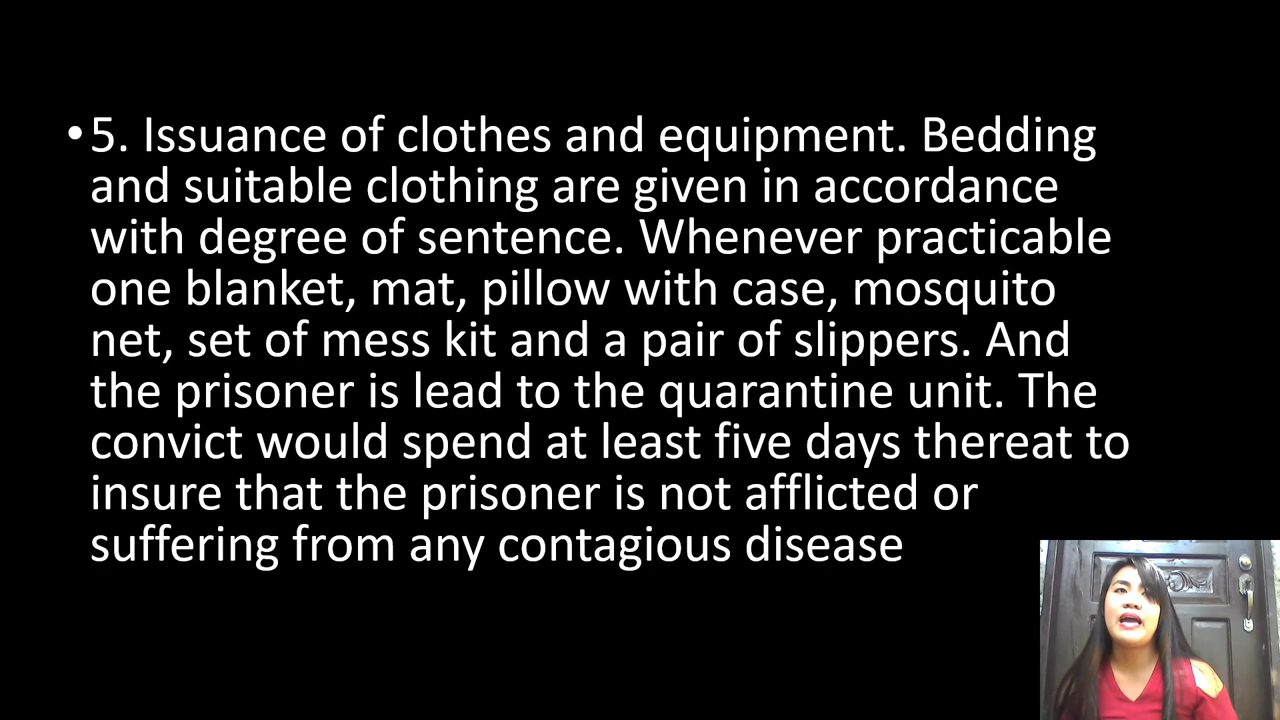 •5. Issuance of clothes and equipment. Bedding
and suitable clothing are given in accordance
with degree of sentence. Whenever practicable
one blanket, mat, pillow with case, mosquito
net, set of mess kit and a pair of slippers. And
the prisoner is lead to the quarantine unit. The
convict would spend at least five days thereat to
insure that the prisoner is not afflicted or
suffering from any contagious disease